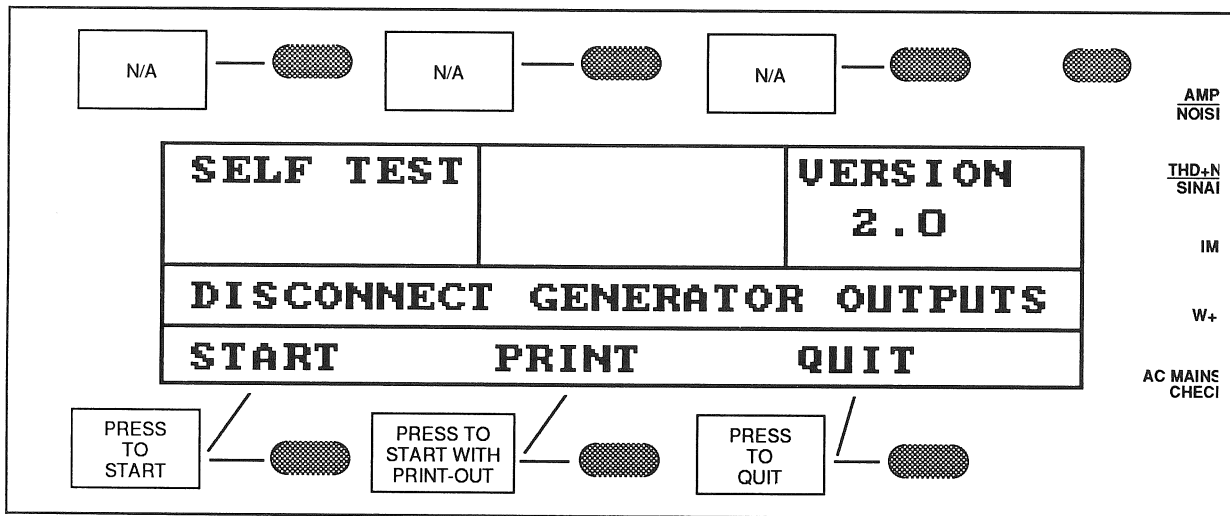 N/A
N/A
N/A
AMP
NOISI
SELF TEST
VERSION
2.0
THD+N
SINAI
IM
DISCONNECT GENERATOR OUTPUTS
W+
START PRINT QUIT
AC MAINS
CHECI
PRESS
TO
START
PRESS TO
START WITH
PRINT-OUT
PRESS
TO
QUIT